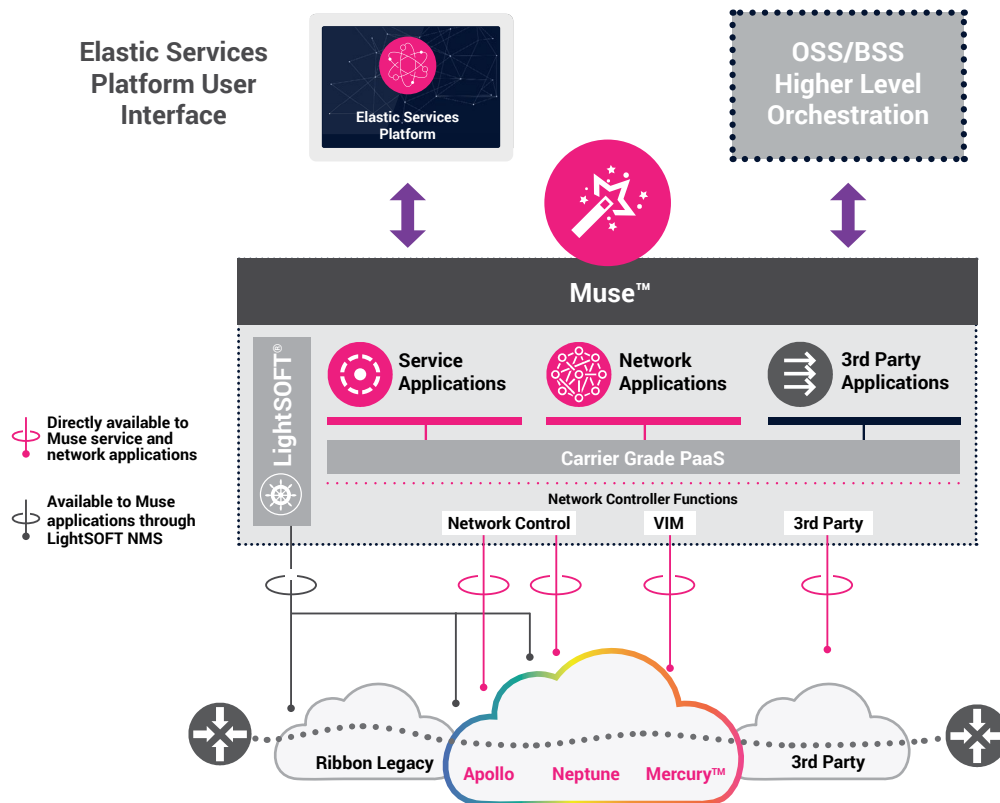 Elastic Services
Platform User
Interface
Elastic Services
Platform
OSS/BSS
Higher Level
Orchestration
Muse™
LightSOFT®
Service
Applications
Network
Applications
3rd Party
Applications
Carrier Grade PaaS
Network Controller Functions
Network Control
VIM
3rd Party
Directly available to
Muse service and
network applications
Available to Muse
applications through
LightSOFT NMS
Ribbon Legacy
Apollo
Neptune
Mercury™
3rd Party